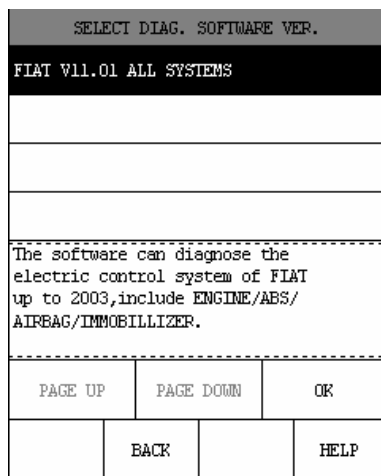 SELECT DIAG. SOFTWARE VER.
FIAT V11.01 ALL SYSTEMS
The software can diagnose the
electric control system of FIAT
up to 2003,include ENGINE/ABS/
AIRBAG/IMMOBILLIZER.
PAGE UP PAGE DOWN OK
BACK HELP